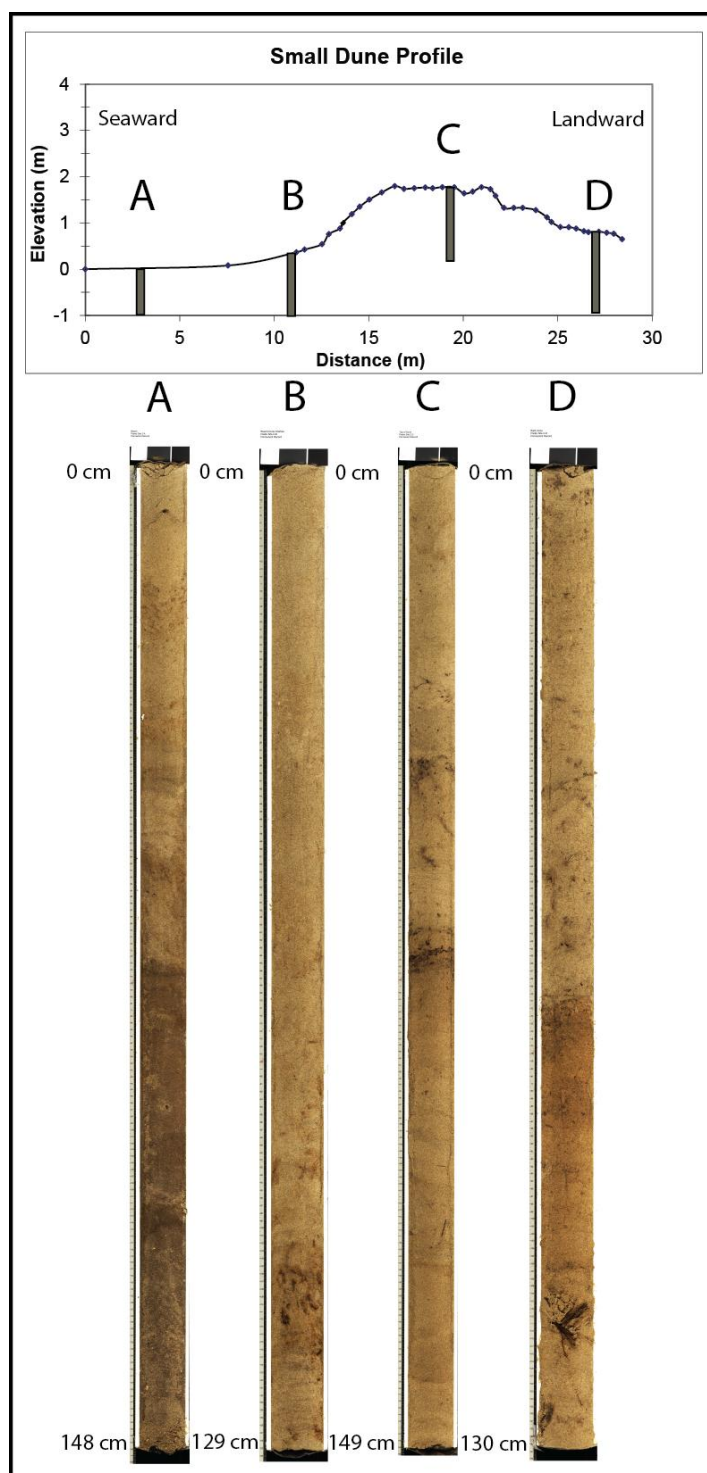 Small Dune Profile
Seaward
Landward
A
B
C
D
Elevation (m)
4
3
2
1
0
-1
0
5
10
15
20
25
30
Distance (m)
A
B
C
D
0 cm
0 cm
0 cm
0 cm
148 cm
129 cm
149 cm
130 cm